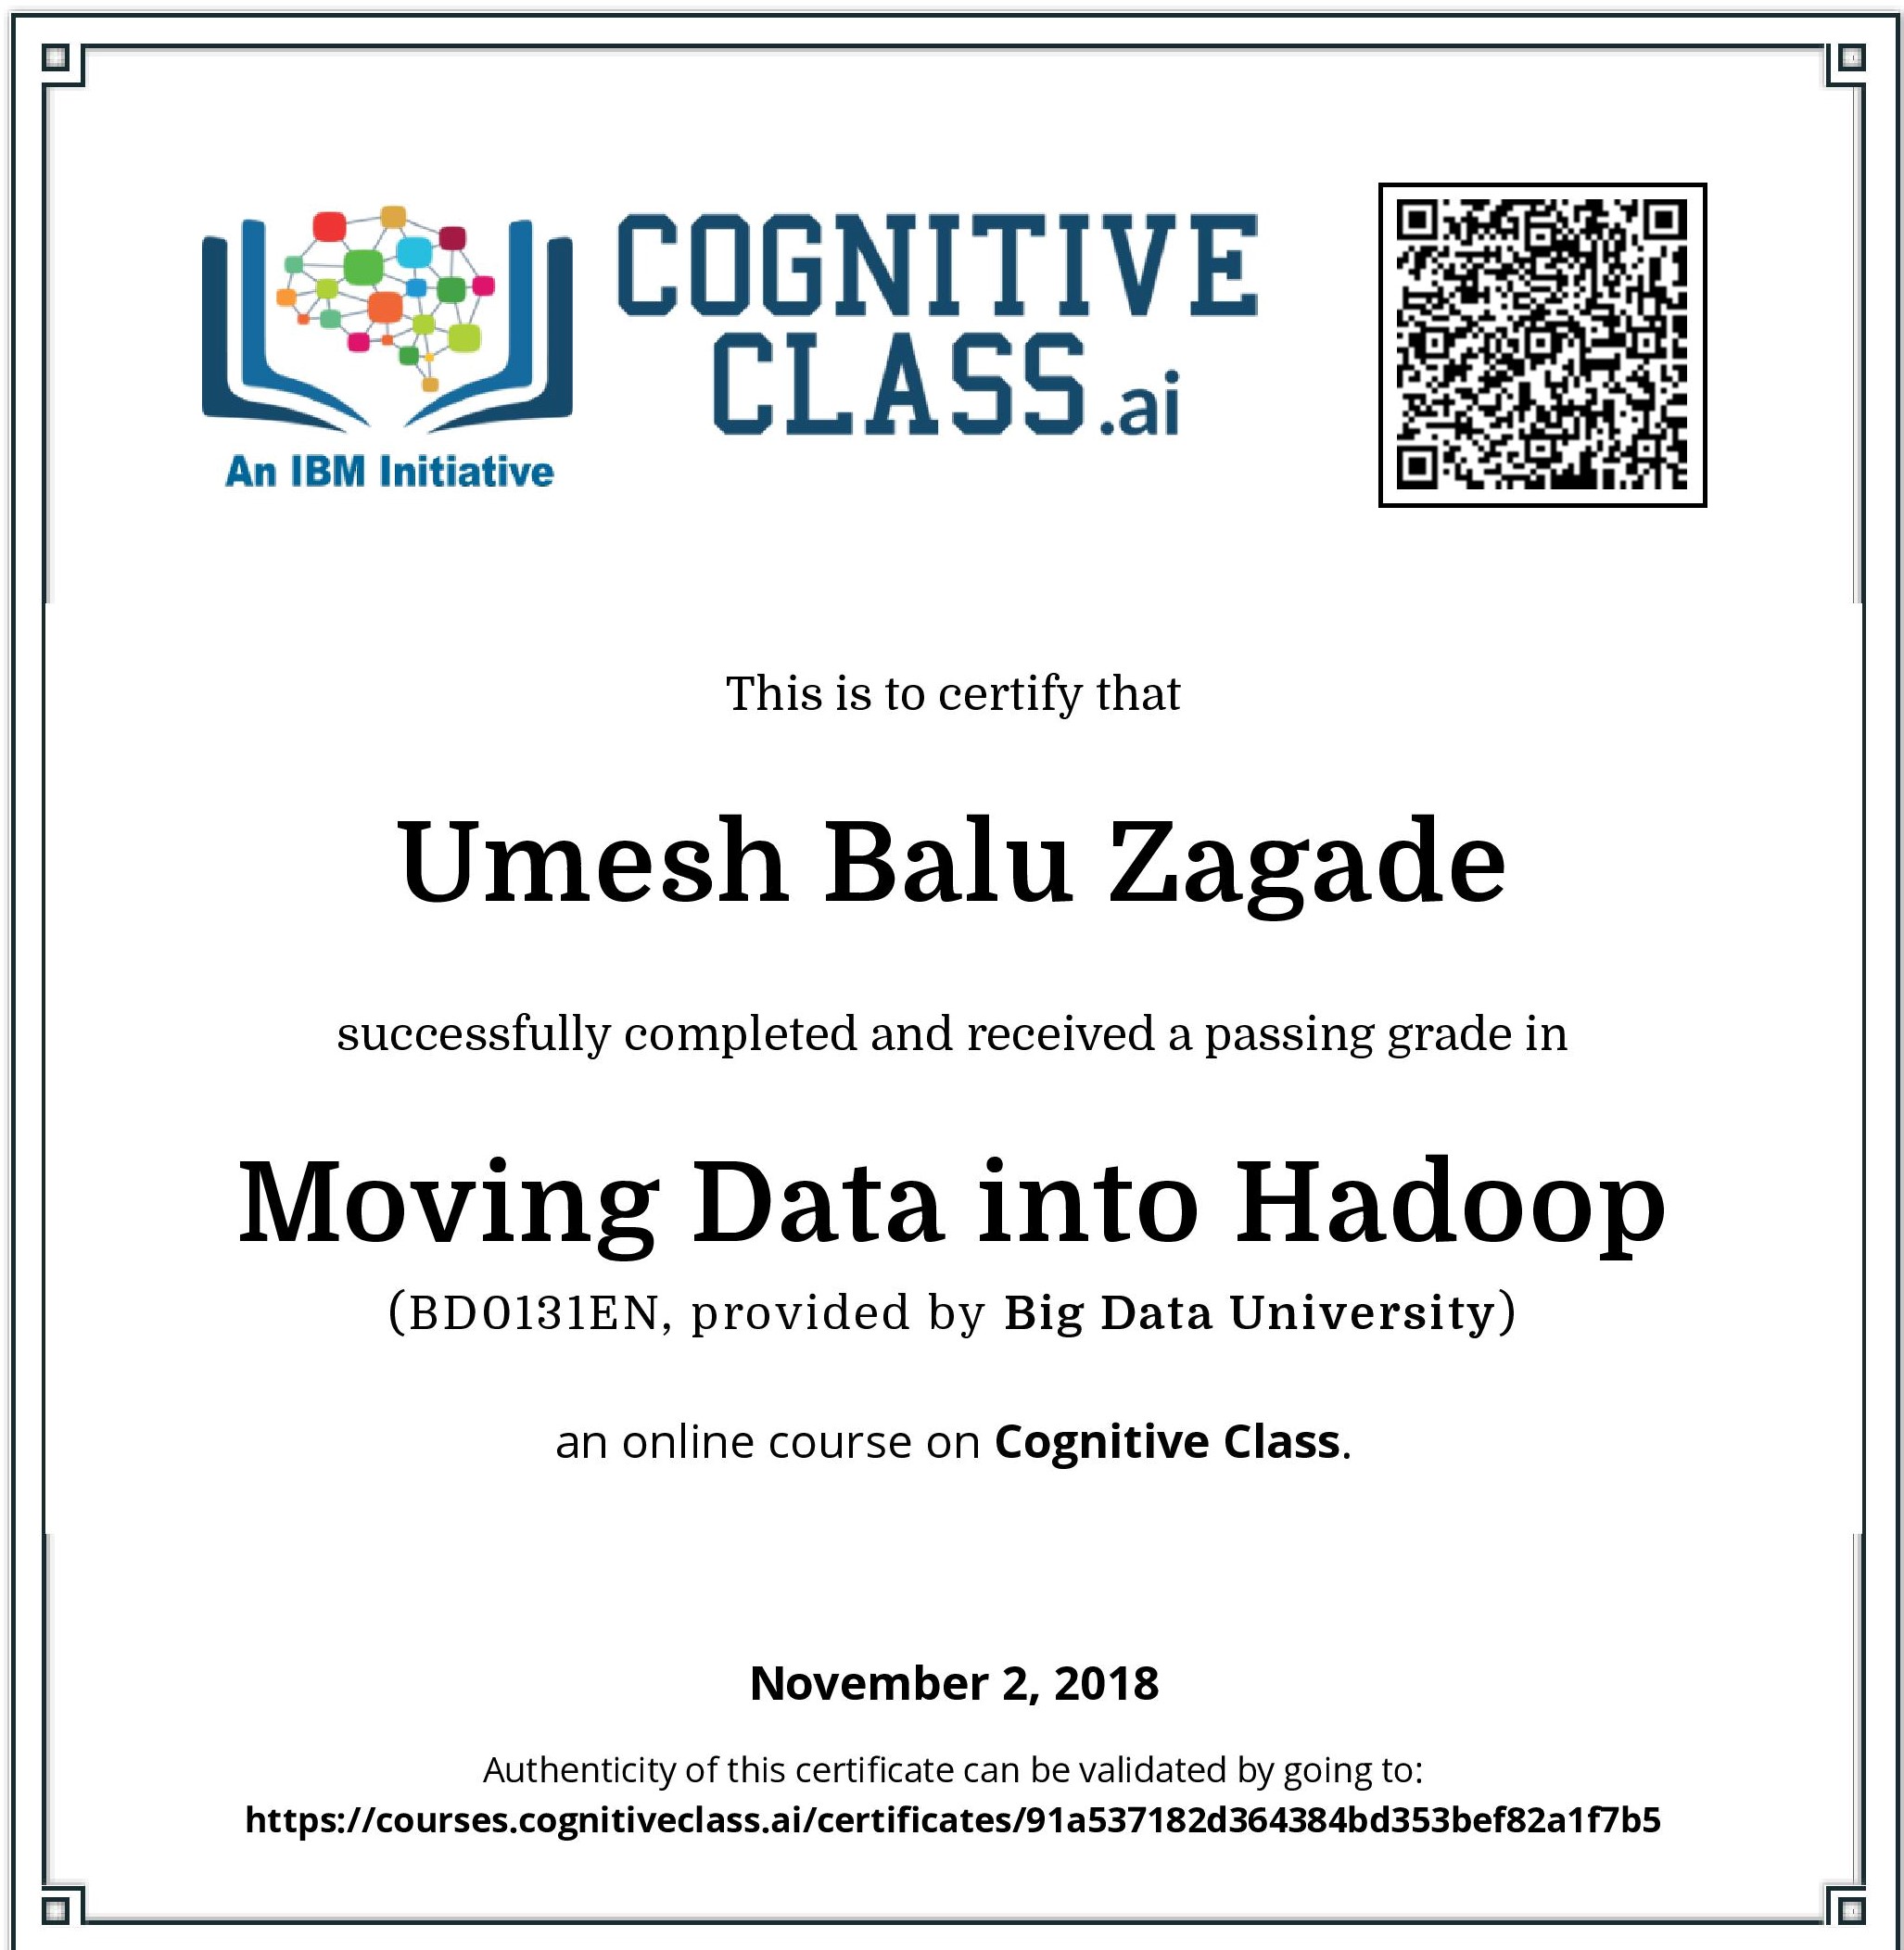 COGNITIVE
CLASS.ai
An IBM Initiative
This is to certify that
Umesh Balu Zagade
successfully completed and received a passing grade in
Moving Data into Hadoop
(BD0131EN, provided by Big Data University)
an online course on Cognitive Class.
November 2, 2018
Authenticity of this certificate can be validated by going to:
https://courses.cognitiveclass.ai/certificates/91a537182d364384bd353bef82a1f7b5